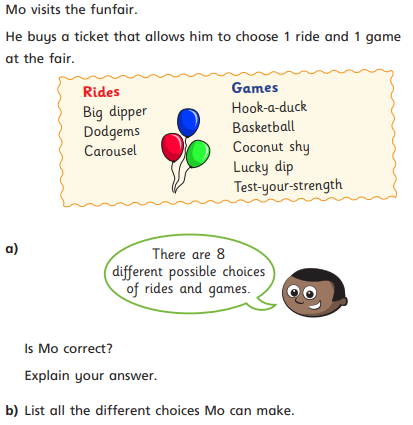 Mo visits the funfair.
He buys a ticket that allows him to choose 1 ride and 1 game
at the fair.
Rides
Big dipper
Dodgems
Carousel
Games
Hook-a-duck
Basketball
Coconut shy
Lucky dip
Test-your-strength
a)
There are 8
different possible choices
of rides and games.
Is Mo correct?
Explain your answer.
b) List all the different choices Mo can make.